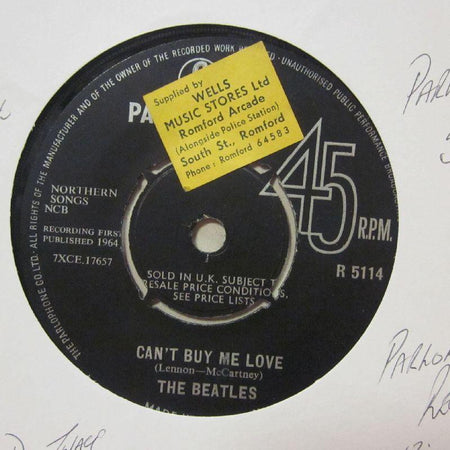 MANUFACTURER AND OF THE OWNER OF THE RECORDED WORK
UNAUTHORISED PUBLIC PERFORMANCE
Supplied by
WELLS
MUSIC STORES Ltd
Romford Arcade
(Alongside Police Station)
South St., Romford
Phone: Romford 64583
PA
45
R.P.M.
R 5114
NORTHERN
SONGS
NCB
RECORDING FIRST
PUBLISHED 1964
7XCE.17657
SOLD IN U.K. SUBJECT T
RESALE PRICE CONDITIONS,
SEE PRICE LISTS
CAN'T BUY ME LOVE
(Lennon—McCartney)
THE BEATLES
MADE
THE PARLOPHONE CO.LTD. ALL RIGHTS OF THE